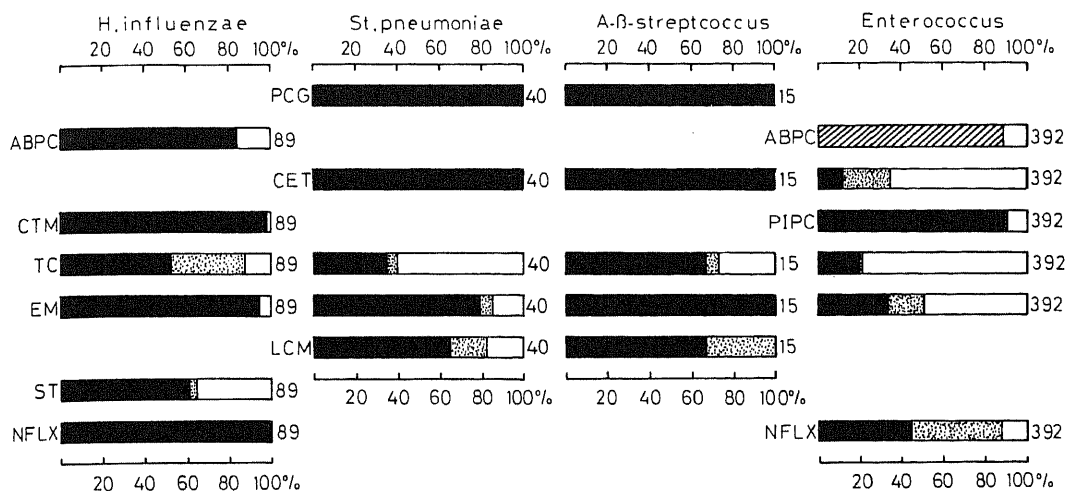 H. influenzae St. pneumoniae A-β-streptcoccus Enterococcus
20 40 60 80 100% 20 40 60 80 100% 20 40 60 80 100% 20 40 60 80 100%
PCG 40 15
ABPC 89 ABPC 392
CET 40 15 392
CTM 89 PIPC 392
TC 89 40 15 392
EM 89 40 15 392
LCM 40 15
20 40 60 80 100% 20 40 60 80 100%
ST 89
NFLX 89 NFLX 392
20 40 60 80 100% 20 40 60 80 100%